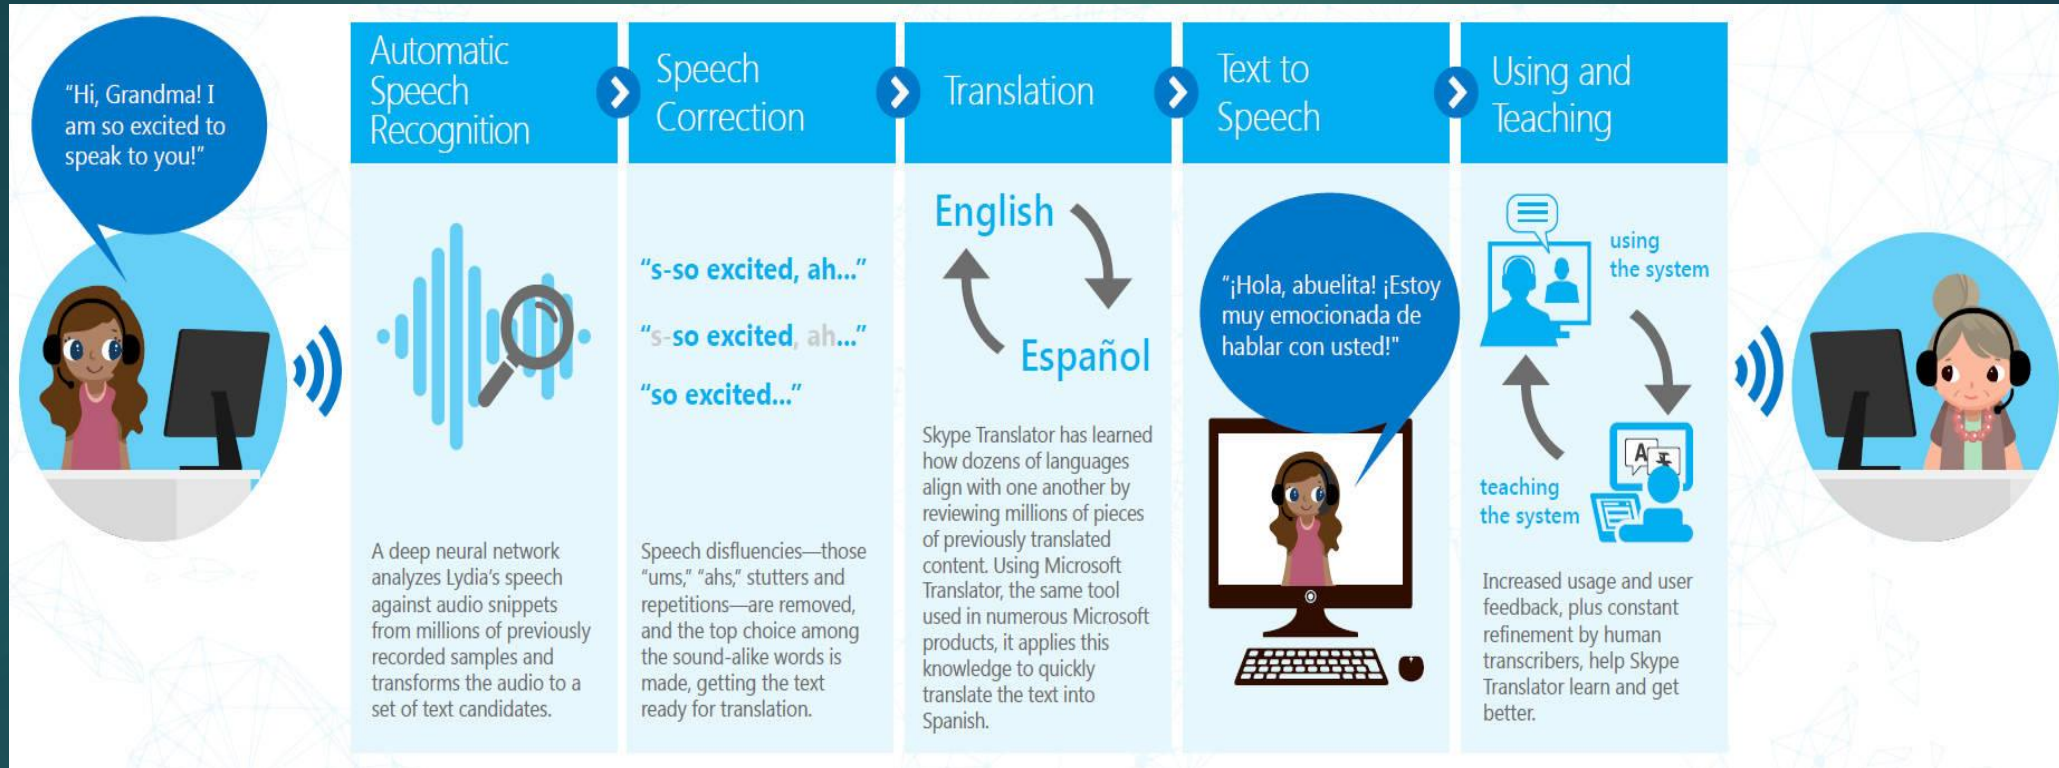 "Hi, Grandma! I
am so excited to
speak to you!"
Automatic
Speech
Recognition
A deep neural network
analyzes Lydia's speech
against audio snippets
from millions of previously
recorded samples and
transforms the audio to a
set of text candidates.
Speech
Correction
"s-so excited, ah..."
"s-so excited, ah..."
"so excited..."
Speech disfluencies—those
"ums," "ahs," stutters and
repetitions—are removed,
and the top choice among
the sound-alike words is
made, getting the text
ready for translation.
Translation
English
Español
Skype Translator has learned
how dozens of languages
align with one another by
reviewing millions of pieces
of previously translated
content. Using Microsoft
Translator, the same tool
used in numerous Microsoft
products, it applies this
knowledge to quickly
translate the text into
Spanish.
Text to
Speech
"¡Hola, abuelita! ¡Estoy
muy emocionada de
hablar con usted!"
Using and
Teaching
using
the system
A
teaching
the system
Increased usage and user
feedback, plus constant
refinement by human
transcribers, help Skype
Translator learn and get
better.